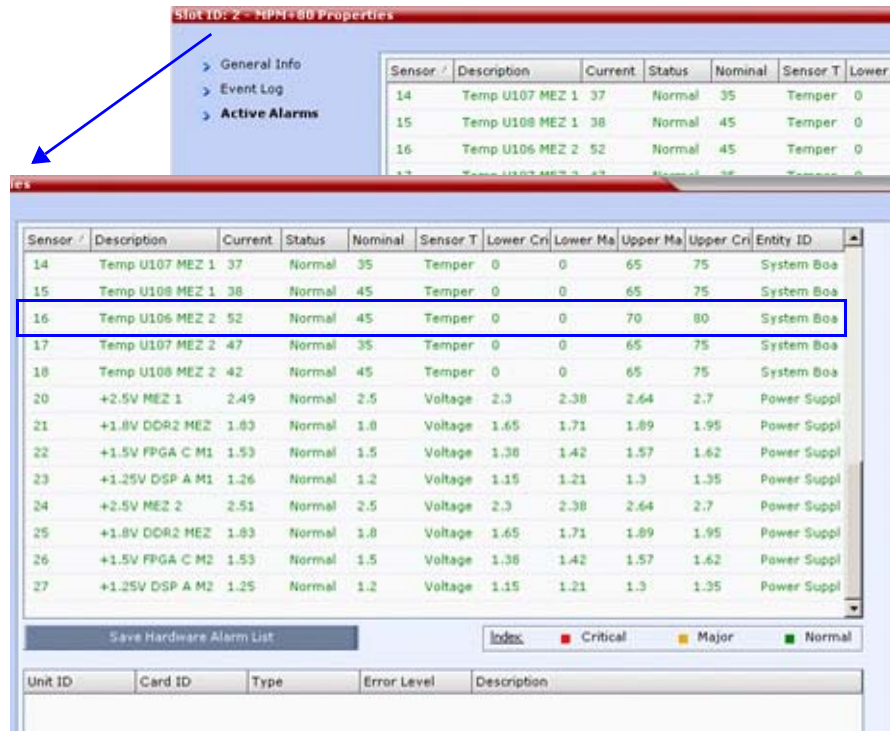 Slot ID: 2 - MPM+80 Properties
General Info
Event Log
Active Alarms
Sensor / Description Current Status Nominal Sensor T Lower
14 Temp U107 MEZ 1 37 Normal 35 Temper 0
15 Temp U108 MEZ 1 38 Normal 45 Temper 0
16 Temp U106 MEZ 2 52 Normal 45 Temper 0
ies
Sensor / Description Current Status Nominal Sensor T Lower Cri Lower Ma Upper Ma Upper Cri Entity ID
14 Temp U107 MEZ 1 37 Normal 35 Temper 0 0 65 75 System Boa
15 Temp U108 MEZ 1 38 Normal 45 Temper 0 0 65 75 System Boa
16 Temp U106 MEZ 2 52 Normal 45 Temper 0 0 70 80 System Boa
17 Temp U107 MEZ 2 47 Normal 35 Temper 0 0 65 75 System Boa
18 Temp U108 MEZ 2 42 Normal 45 Temper 0 0 65 75 System Boa
20 +2.5V MEZ 1 2.49 Normal 2.5 Voltage 2.3 2.38 2.64 2.7 Power Suppl
21 +1.8V DDR2 MEZ 1.83 Normal 1.8 Voltage 1.65 1.71 1.89 1.95 Power Suppl
22 +1.5V FPGA C M1 1.53 Normal 1.5 Voltage 1.38 1.42 1.57 1.62 Power Suppl
23 +1.25V DSP A M1 1.26 Normal 1.2 Voltage 1.15 1.21 1.3 1.35 Power Suppl
24 +2.5V MEZ 2 2.51 Normal 2.5 Voltage 2.3 2.38 2.64 2.7 Power Suppl
25 +1.8V DDR2 MEZ 1.83 Normal 1.8 Voltage 1.65 1.71 1.89 1.95 Power Suppl
26 +1.5V FPGA C M2 1.53 Normal 1.5 Voltage 1.38 1.42 1.57 1.62 Power Suppl
27 +1.25V DSP A M2 1.25 Normal 1.2 Voltage 1.15 1.21 1.3 1.35 Power Suppl
Save Hardware Alarm List Index Critical Major Normal
Unit ID Card ID Type Error Level Description